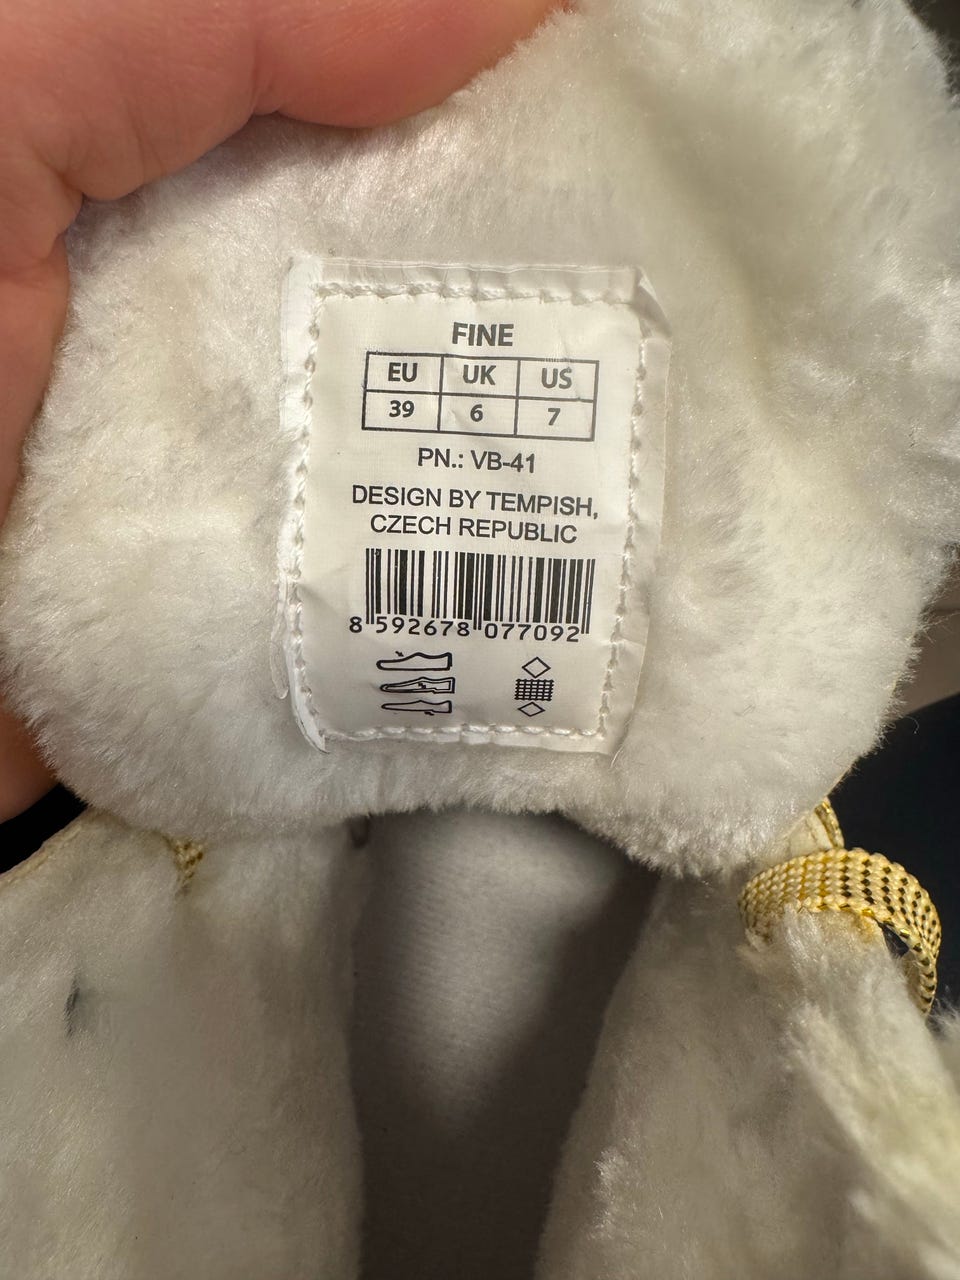 FINE
EU UK US
39 6 7
PN.: VB-41
DESIGN BY TEMPISH,
CZECH REPUBLIC
8 592678 077092